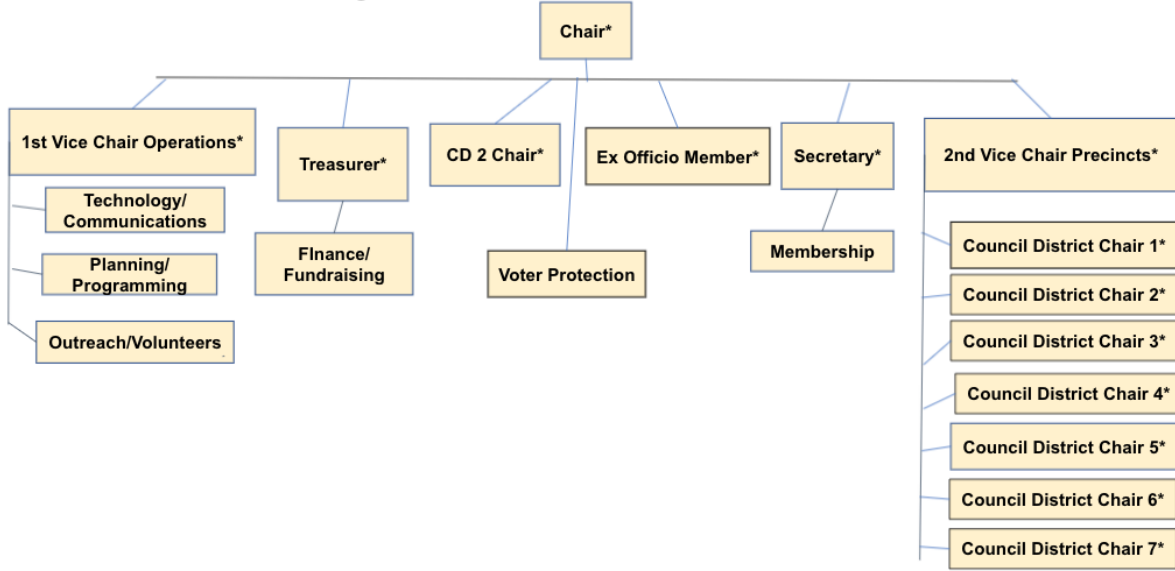 Chair*
1st Vice Chair Operations*
Technology/
Communications
Planning/
Programming
Outreach/Volunteers
Treasurer*
FInance/
Fundraising
CD 2 Chair*
Voter Protection
Ex Officio Member*
Secretary*
Membership
2nd Vice Chair Precincts*
Council District Chair 1*
Council District Chair 2*
Council District Chair 3*
Council District Chair 4*
Council District Chair 5*
Council District Chair 6*
Council District Chair 7*